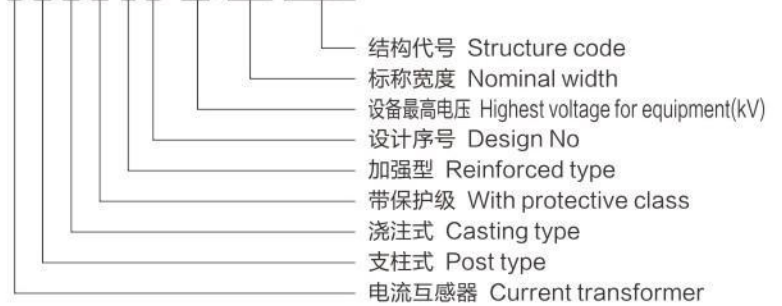 结构代号 Structure code
标称宽度 Nominal width
设备最高电压 Highest voltage for equipment(kV)
设计序号 Design No
加强型 Reinforced type
带保护级 With protective class
浇注式 Casting type
支柱式 Post type
电流互感器 Current transformer